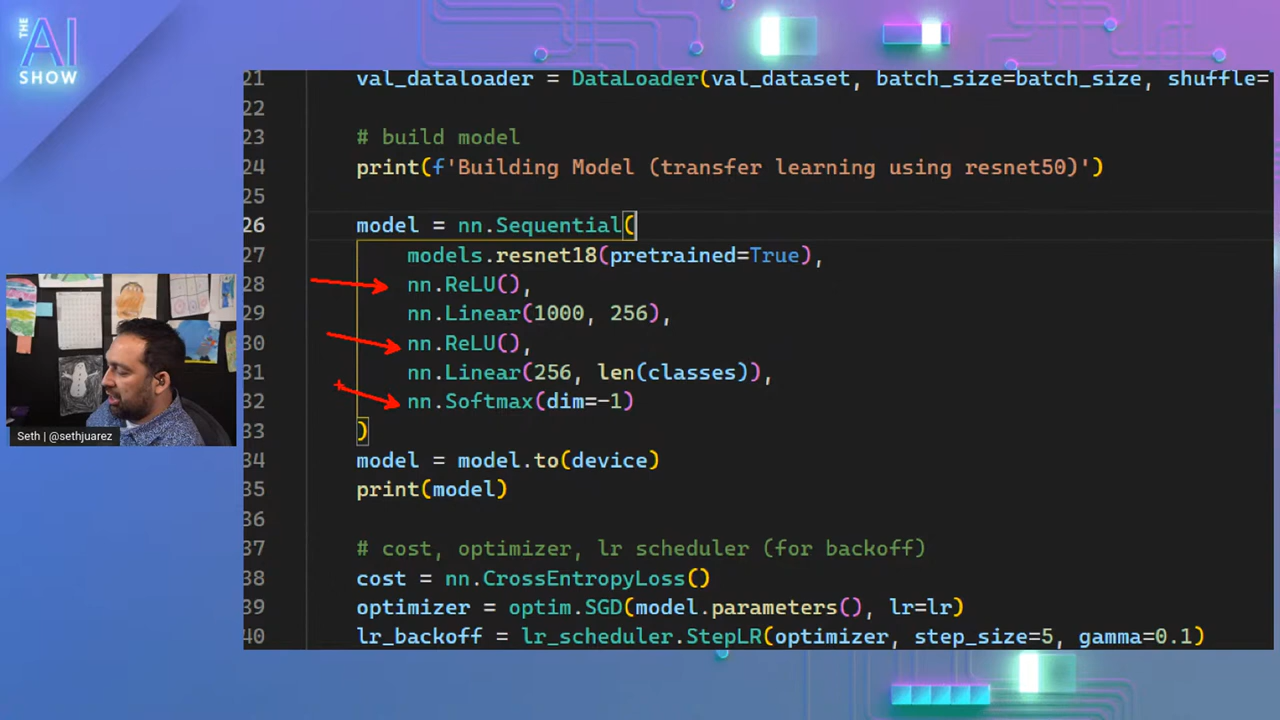 THE
AI
SHOW
21 val_dataloader = DataLoader(val_dataset, batch_size=batch_size, shuffle=
22
23 # build model
24 print(f'Building Model (transfer learning using resnet50)')
25
26 model = nn.Sequential(
27 models.resnet18(pretrained=True),
28 nn.ReLU(),
29 nn.Linear(1000, 256),
30 nn.ReLU(),
31 nn.Linear(256, len(classes)),
32 nn.Softmax(dim=-1)
33 )
34 model = model.to(device)
35 print(model)
36
37 # cost, optimizer, lr scheduler (for backoff)
38 cost = nn.CrossEntropyLoss()
39 optimizer = optim.SGD(model.parameters(), lr=lr)
40 lr_backoff = lr_scheduler.StepLR(optimizer, step_size=5, gamma=0.1)
Seth | @sethjuarez